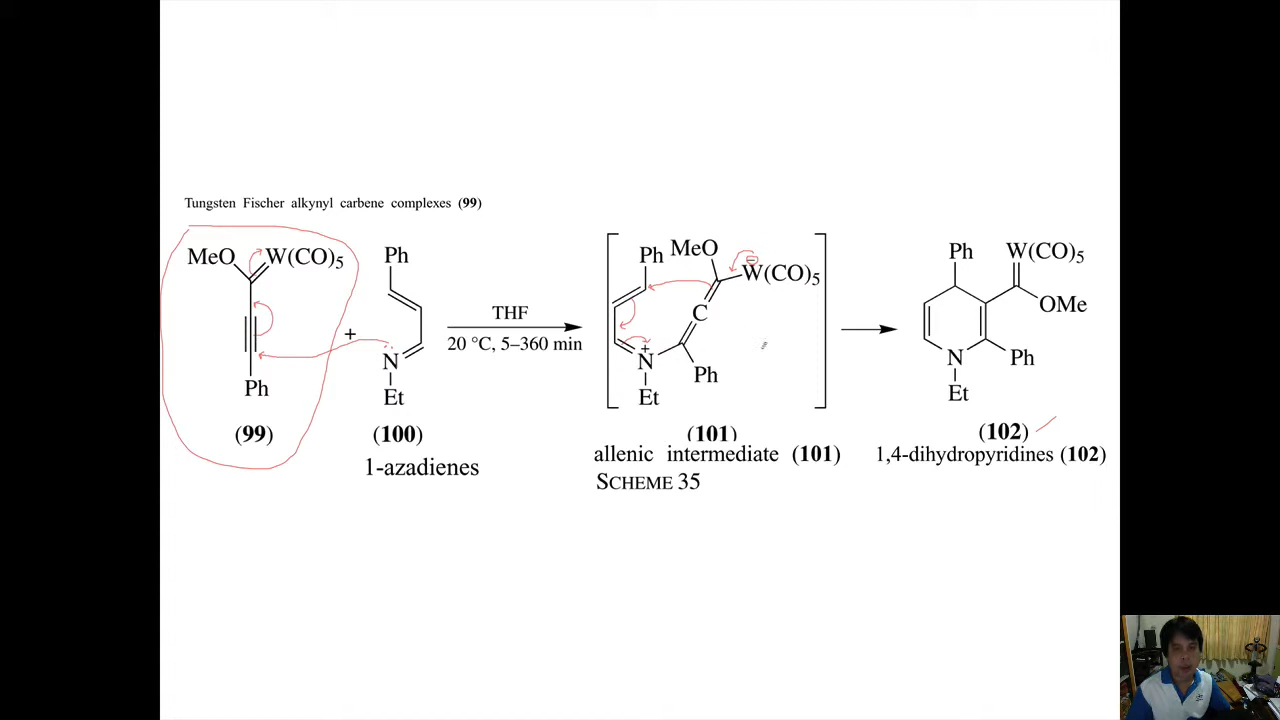 Tungsten Fischer alkynyl carbene complexes (99)
MeO W(CO)5
Ph
(99)
+
Ph
N
Et
(100)
1-azadienes
THF
20 °C, 5–360 min
Ph MeO
− W(CO)5
C
+
N
Ph
Et
(101)
allenic intermediate (101)
SCHEME 35
Ph W(CO)5
OMe
N Ph
Et
(102)
1,4-dihydropyridines (102)